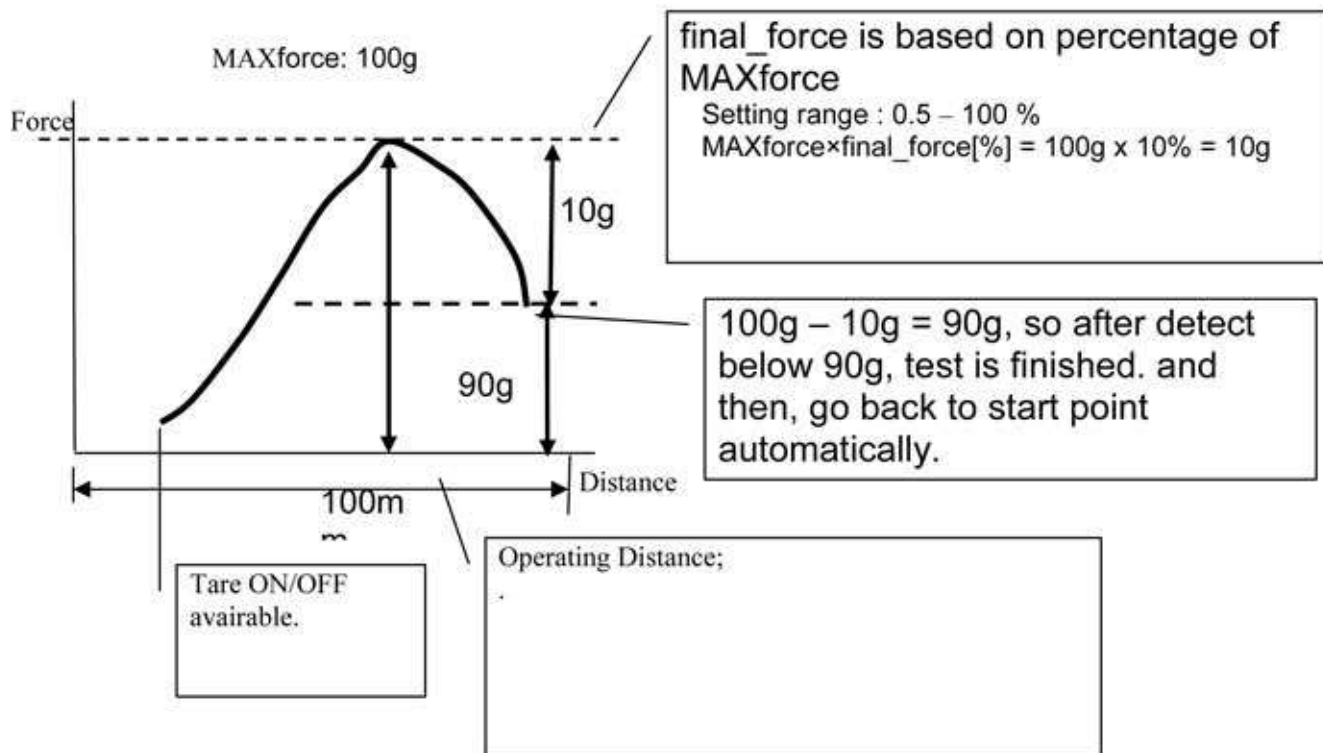 MAXforce: 100g
Force
final_force is based on percentage of
MAXforce
Setting range : 0.5 – 100 %
MAXforce×final_force[%] = 100g x 10% = 10g
10g
100g – 10g = 90g, so after detect
below 90g, test is finished. and
then, go back to start point
automatically.
90g
Distance
100m
m
Tare ON/OFF
avairable.
Operating Distance;
.